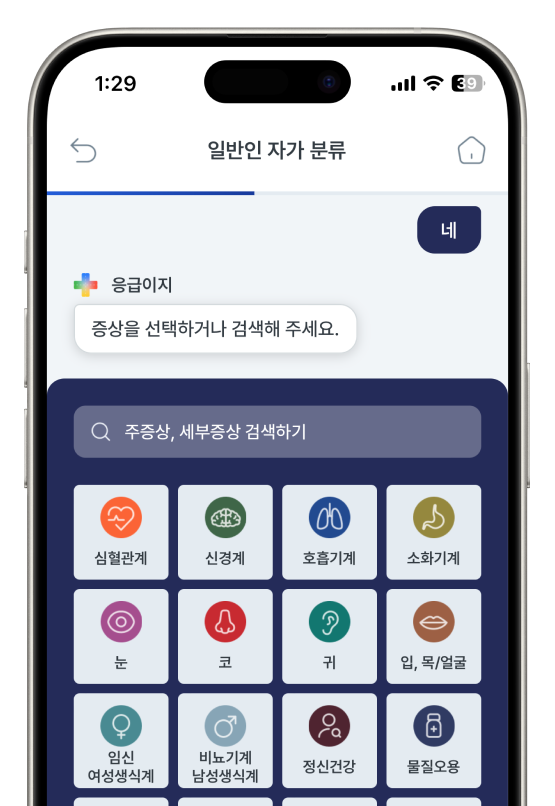 1:29
39
일반인 자가 분류
네
응급이지
증상을 선택하거나 검색해 주세요.
주증상, 세부증상 검색하기
심혈관계
신경계
호흡기계
소화기계
눈
코
귀
입, 목/얼굴
임신
여성생식계
비뇨기계
남성생식계
정신건강
물질오용